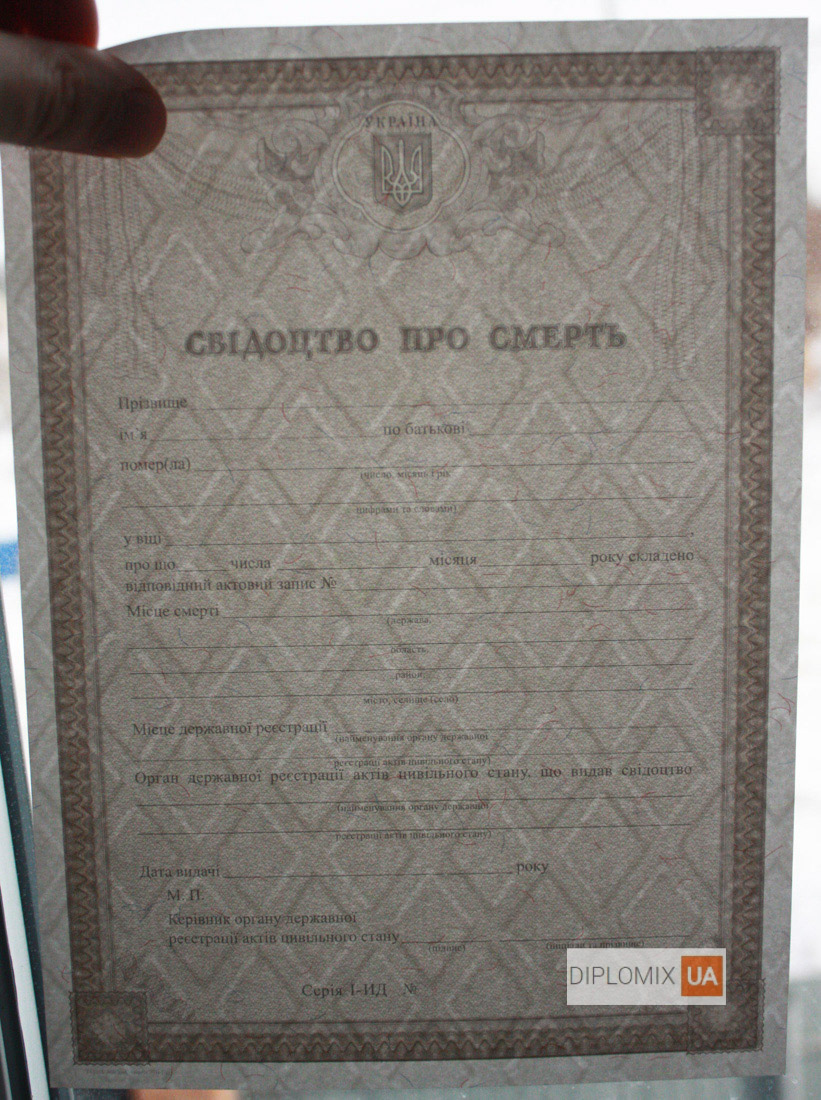 УКРАЇНА
СВІДОЦТВО ПРО СМЕРТЬ
Прізвище
ім`я по батькові
помер(ла)
(число, місяць і рік
цифрами та словами)
у віці ,
про що числа місяця року складено
відповідний актовий запис №
Місце смерті
(держава,
область,
район,
місто, селище (село)
Місце державної реєстрації
(найменування органу державної
реєстрації актів цивільного стану)
Орган державної реєстрації актів цивільного стану, що видав свідоцтво
(найменування органу державної
реєстрації актів цивільного стану)
Дата видачі року
М. П.
Керівник органу державної
реєстрації актів цивільного стану
(підпис) (ініціали та прізвище)
DIPLOMIX UA
Серія І-ИД №